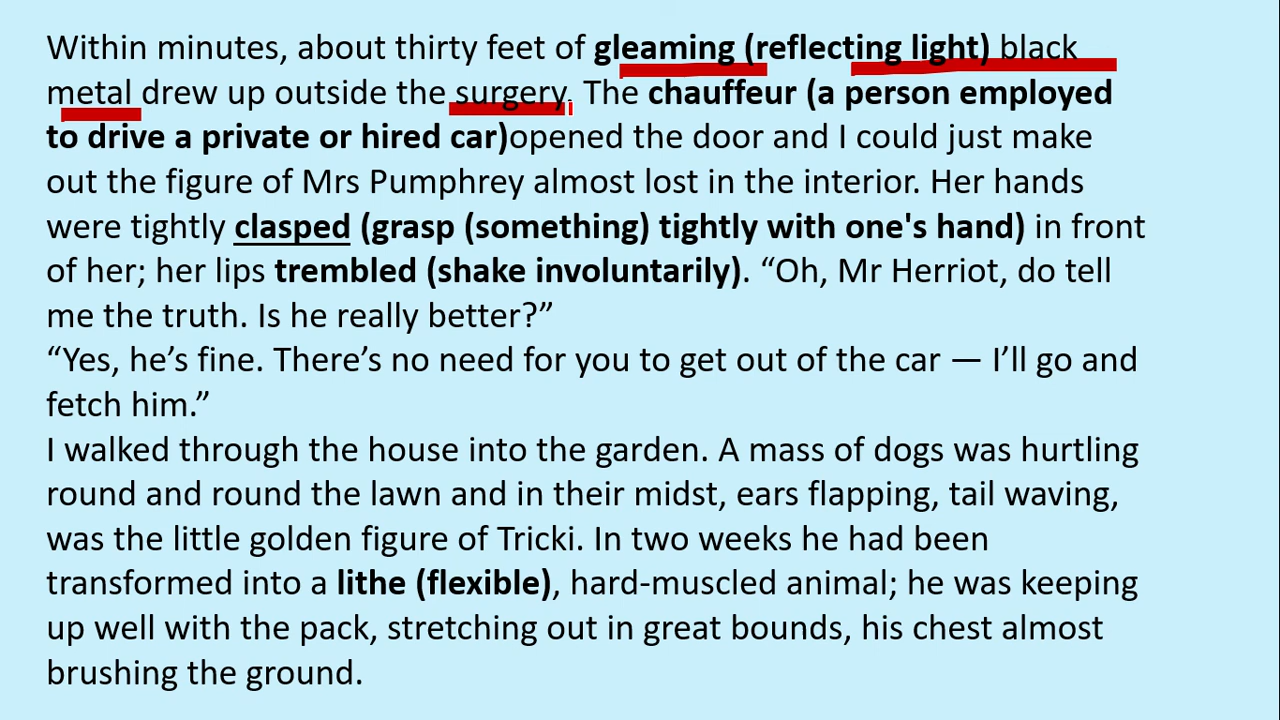 Within minutes, about thirty feet of gleaming (reflecting light) black
metal drew up outside the surgery. The chauffeur (a person employed
to drive a private or hired car)opened the door and I could just make
out the figure of Mrs Pumphrey almost lost in the interior. Her hands
were tightly clasped (grasp (something) tightly with one's hand) in front
of her; her lips trembled (shake involuntarily). “Oh, Mr Herriot, do tell
me the truth. Is he really better?”
“Yes, he’s fine. There’s no need for you to get out of the car — I’ll go and
fetch him.”
I walked through the house into the garden. A mass of dogs was hurtling
round and round the lawn and in their midst, ears flapping, tail waving,
was the little golden figure of Tricki. In two weeks he had been
transformed into a lithe (flexible), hard-muscled animal; he was keeping
up well with the pack, stretching out in great bounds, his chest almost
brushing the ground.